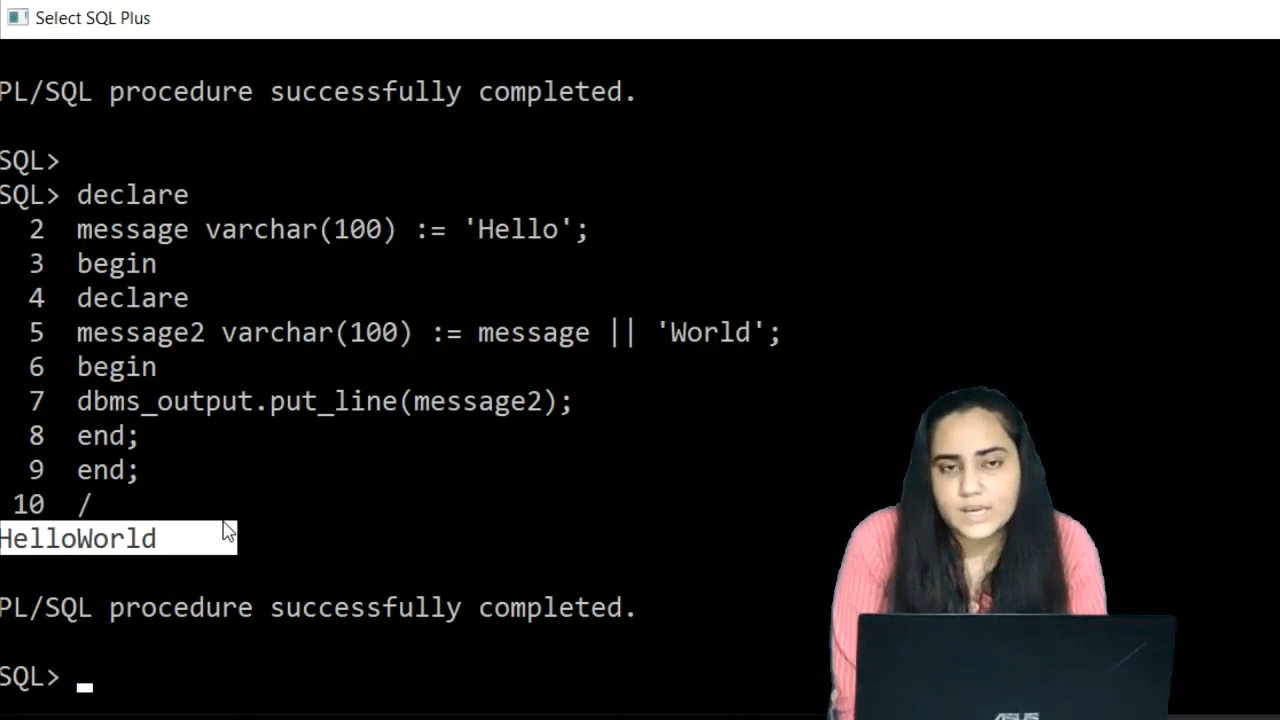 Select SQL Plus
PL/SQL procedure successfully completed.
SQL>
SQL> declare
2 message varchar(100) := 'Hello';
3 begin
4 declare
5 message2 varchar(100) := message || 'World';
6 begin
7 dbms_output.put_line(message2);
8 end;
9 end;
10 /
HelloWorld
PL/SQL procedure successfully completed.
SQL>
ASUS